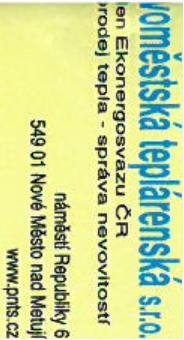 voměstská teplárenská s.r.o.
en Ekonergosvazu ČR
rodej tepla - správa nevovitostí
náměstí Republiky 6
549 01 Nové Město nad Metují
www.pnts.cz